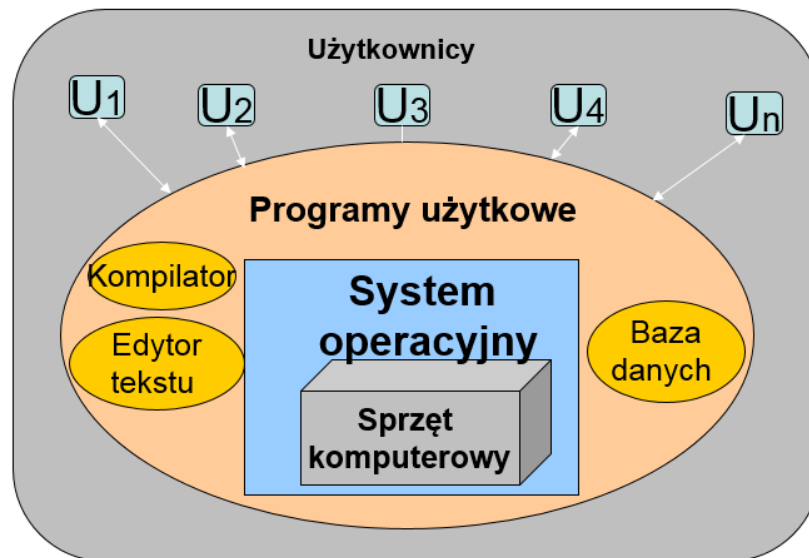 Użytkownicy
U1
U2
U3
U4
Un
Programy użytkowe
Kompilator
Edytor
tekstu
System
operacyjny
Sprzęt
komputerowy
Baza
danych